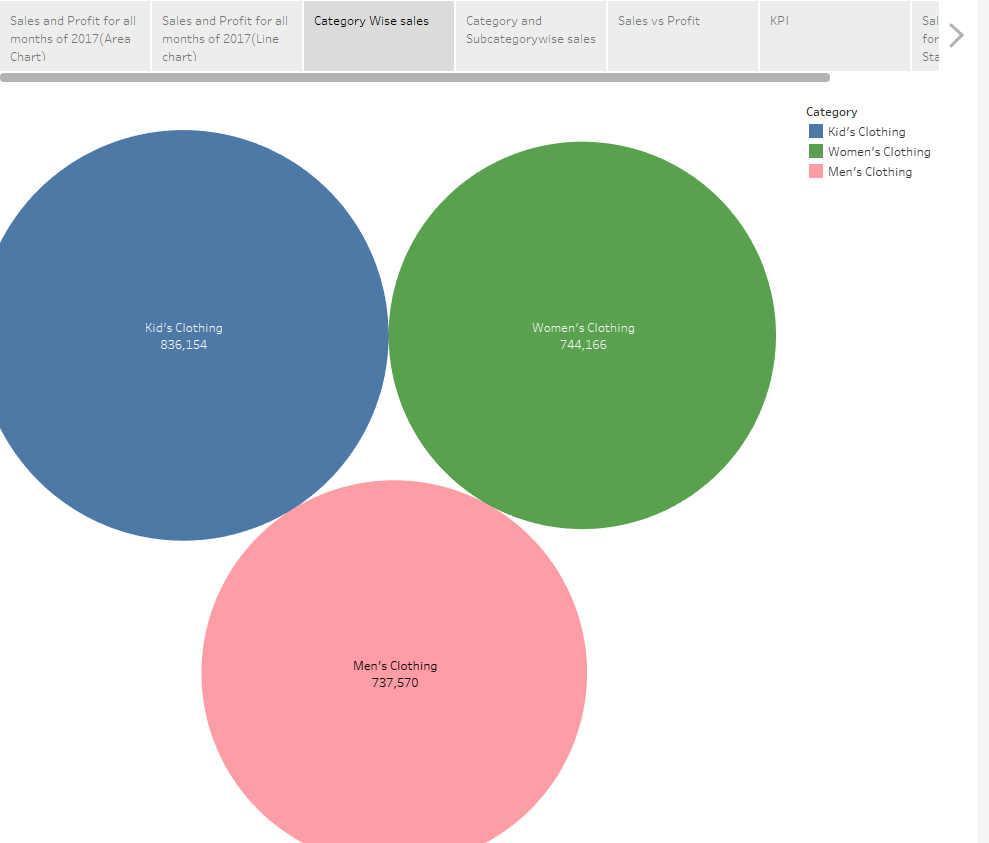 Sales and Profit for all
months of 2017(Area
Chart)
Sales and Profit for all
months of 2017(Line
chart)
Category Wise sales
Category and
Subcategorywise sales
Sales vs Profit
KPI
for
Category
Kid's Clothing
Women's Clothing
Men's Clothing
Kid's Clothing
836,154
Women's Clothing
744,166
Men's Clothing
737,570